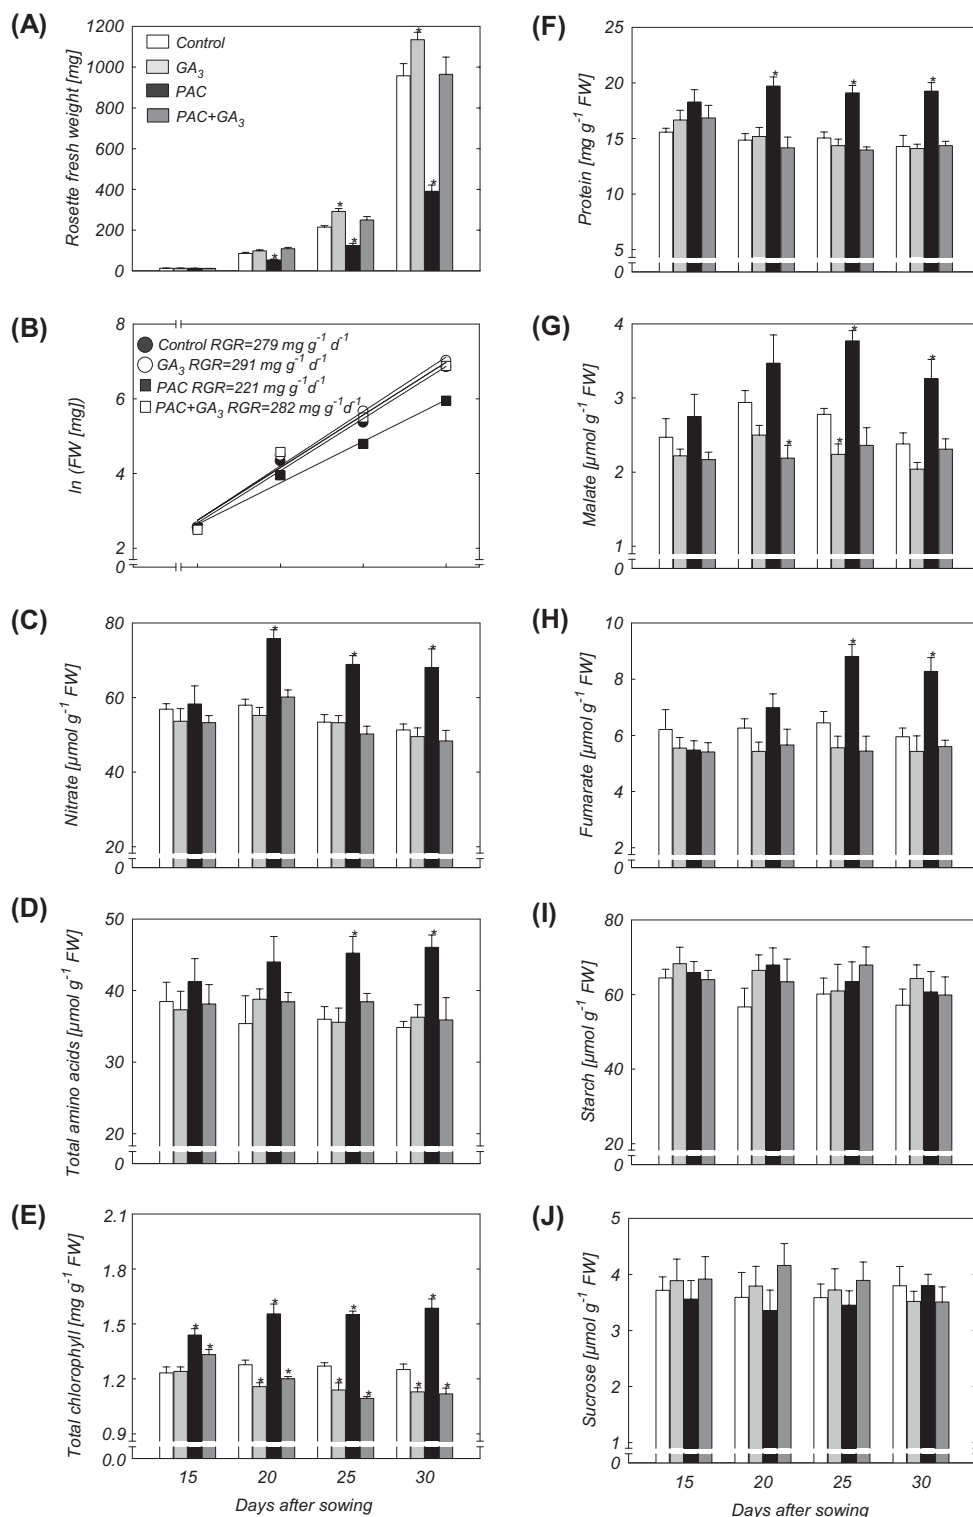 (A)
1200
1000
800
600
400
200
0
Rosette fresh weight [mg]
Control
GA3
PAC
PAC+GA3
* * * * *
(B)
8
6
4
2
0
ln (FW [mg])
Control RGR=279 mg g-1 d-1
GA3 RGR=291 mg g-1 d-1
PAC RGR=221 mg g-1 d-1
PAC+GA3 RGR=282 mg g-1 d-1
(C)
80
60
40
20
0
Nitrate [µmol g-1 FW]
* * *
(D)
50
40
30
20
0
Total amino acids [µmol g-1 FW]
* *
(E)
2.1
1.8
1.5
1.2
0.9
0.0
Total chlorophyll [mg g-1 FW]
* * * * * * * * * * *
15 20 25 30
Days after sowing
(F)
25
20
15
10
5
0
Protein [mg g-1 FW]
* * *
(G)
4
3
2
1
0
Malate [µmol g-1 FW]
* * * *
(H)
10
8
6
4
2
0
Fumarate [µmol g-1 FW]
* *
(I)
80
60
40
20
0
Starch [µmol g-1 FW]
(J)
5
4
3
2
1
0
Sucrose [µmol g-1 FW]
15 20 25 30
Days after sowing